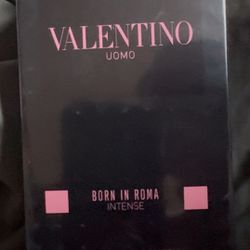 VALENTINO
UOMO
BORN IN ROMA
INTENSE